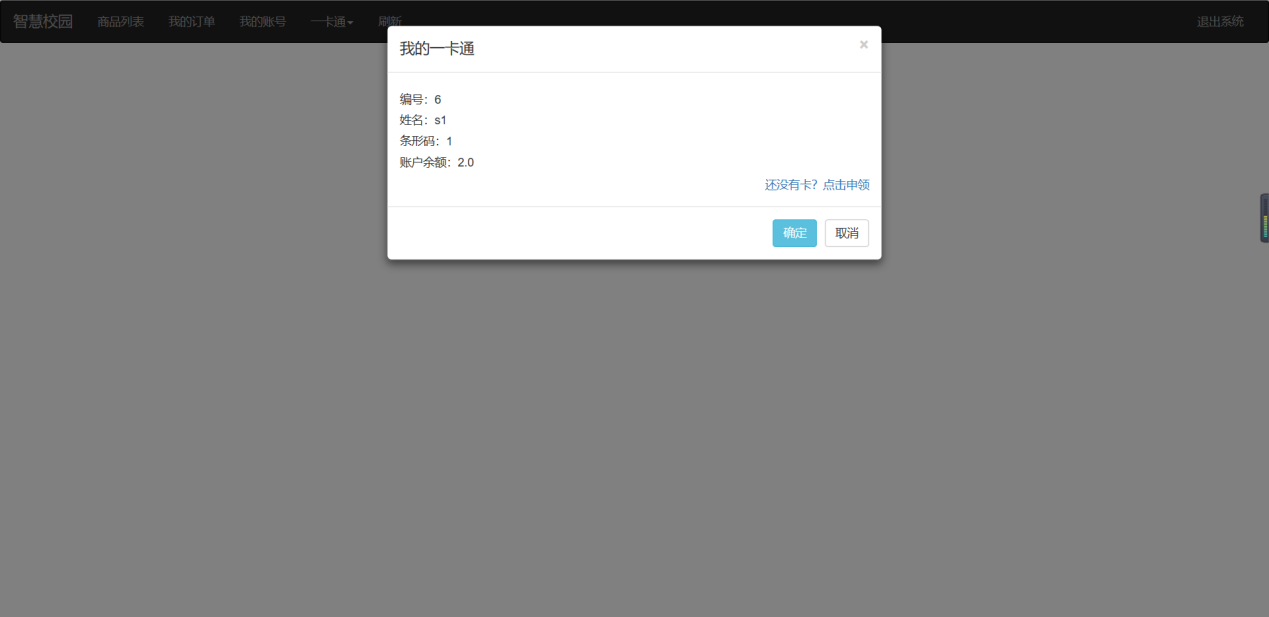 智慧校园 商品列表 我的订单 我的账号 一卡通 刷新 退出系统
我的一卡通 ×
编号：6
姓名：s1
条形码：1
账户余额：2.0
还没有卡？点击申领
确定 取消